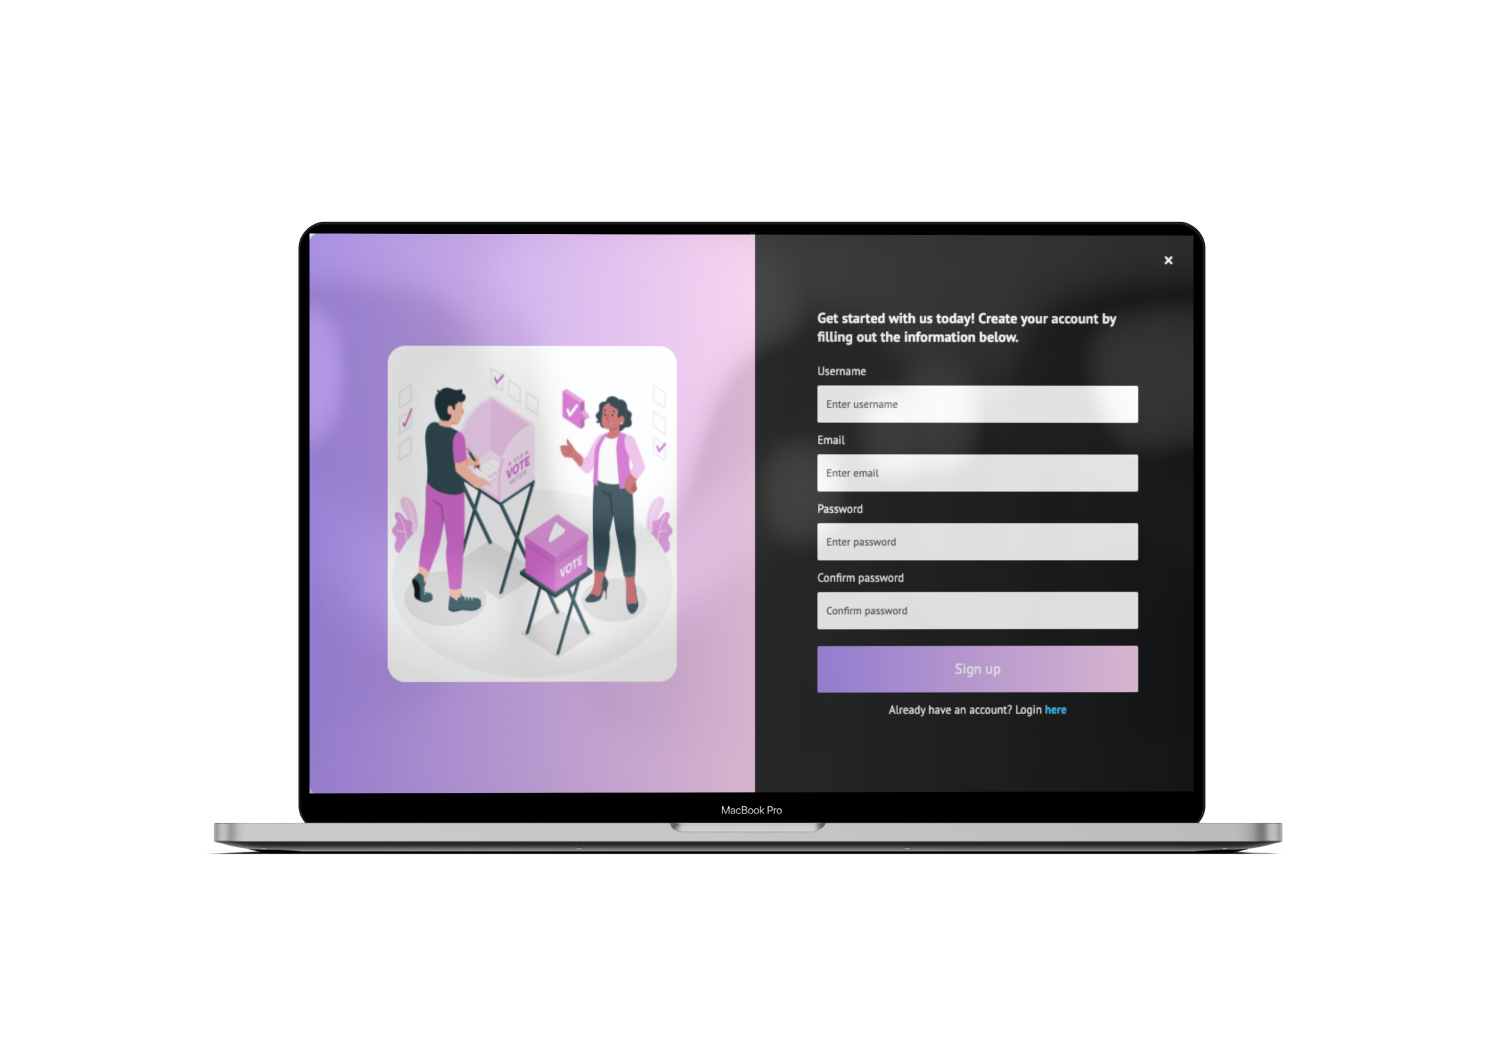 ×
Get started with us today! Create your account by
filling out the information below.
Username
Enter username
Email
Enter email
Password
Enter password
Confirm password
Confirm password
Sign up
Already have an account? Login here
YOUR
VOTE
MATTERS
VOTE
MacBook Pro